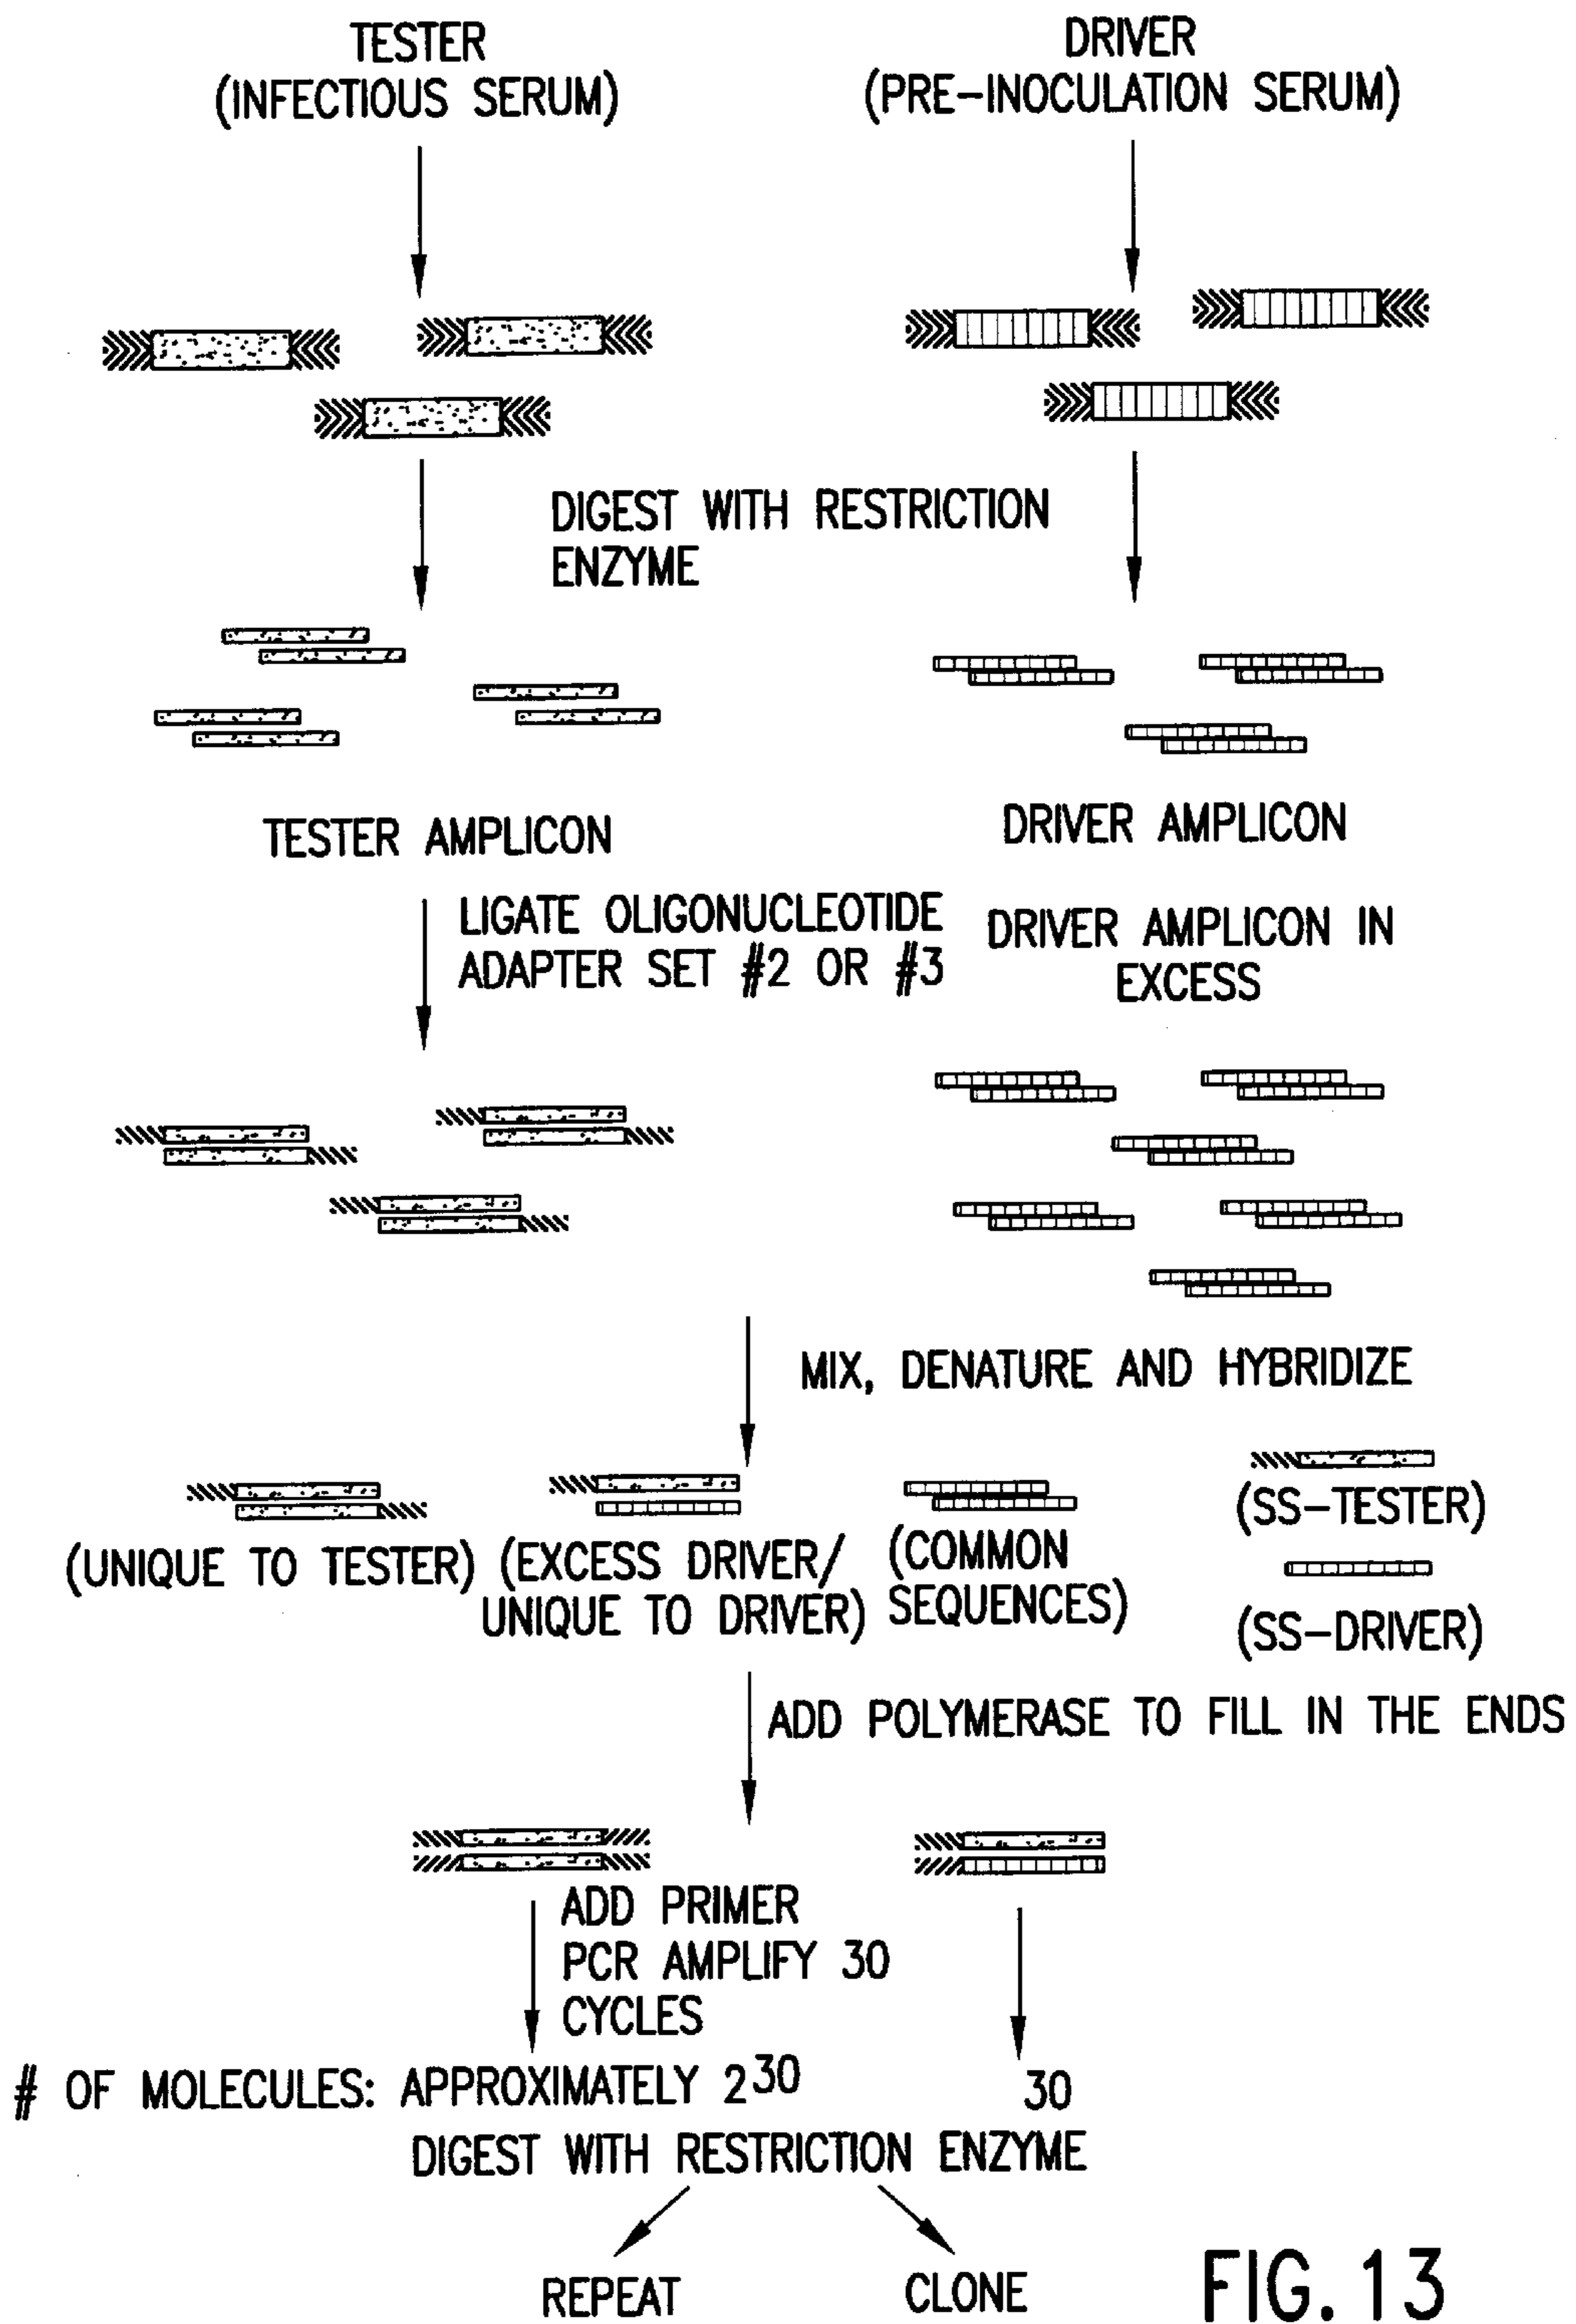 TESTER
(INFECTIOUS SERUM)
DRIVER
(PRE-INOCULATION SERUM)
DIGEST WITH RESTRICTION
ENZYME
TESTER AMPLICON
DRIVER AMPLICON
LIGATE OLIGONUCLEOTIDE
ADAPTER SET #2 OR #3
DRIVER AMPLICON IN
EXCESS
MIX, DENATURE AND HYBRIDIZE
(UNIQUE TO TESTER)
(EXCESS DRIVER/
UNIQUE TO DRIVER)
(COMMON
SEQUENCES)
(SS-TESTER)
(SS-DRIVER)
ADD POLYMERASE TO FILL IN THE ENDS
ADD PRIMER
PCR AMPLIFY 30
CYCLES
# OF MOLECULES: APPROXIMATELY 2³⁰
30
DIGEST WITH RESTRICTION ENZYME
REPEAT
CLONE
FIG. 13